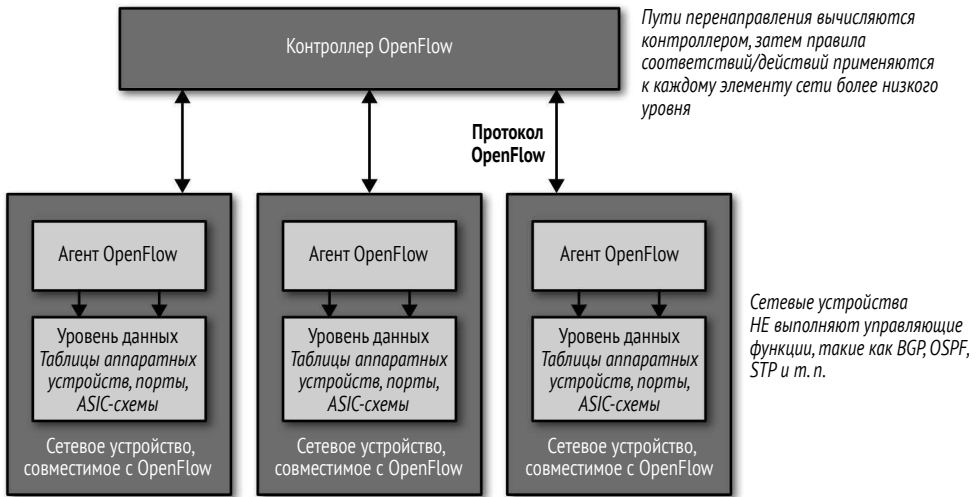 Контроллер OpenFlow
Пути перенаправления вычисляются
контроллером, затем правила
соответствий/действий применяются
к каждому элементу сети более низкого
уровня
Протокол
OpenFlow
Агент OpenFlow
Уровень данных
Таблицы аппаратных
устройств, порты,
ASIC-схемы
Сетевое устройство,
совместимое с OpenFlow
Агент OpenFlow
Уровень данных
Таблицы аппаратных
устройств, порты,
ASIC-схемы
Сетевое устройство,
совместимое с OpenFlow
Агент OpenFlow
Уровень данных
Таблицы аппаратных
устройств, порты,
ASIC-схемы
Сетевое устройство,
совместимое с OpenFlow
Сетевые устройства
НЕ выполняют управляющие
функции, такие как BGP, OSPF,
STP и т. п.